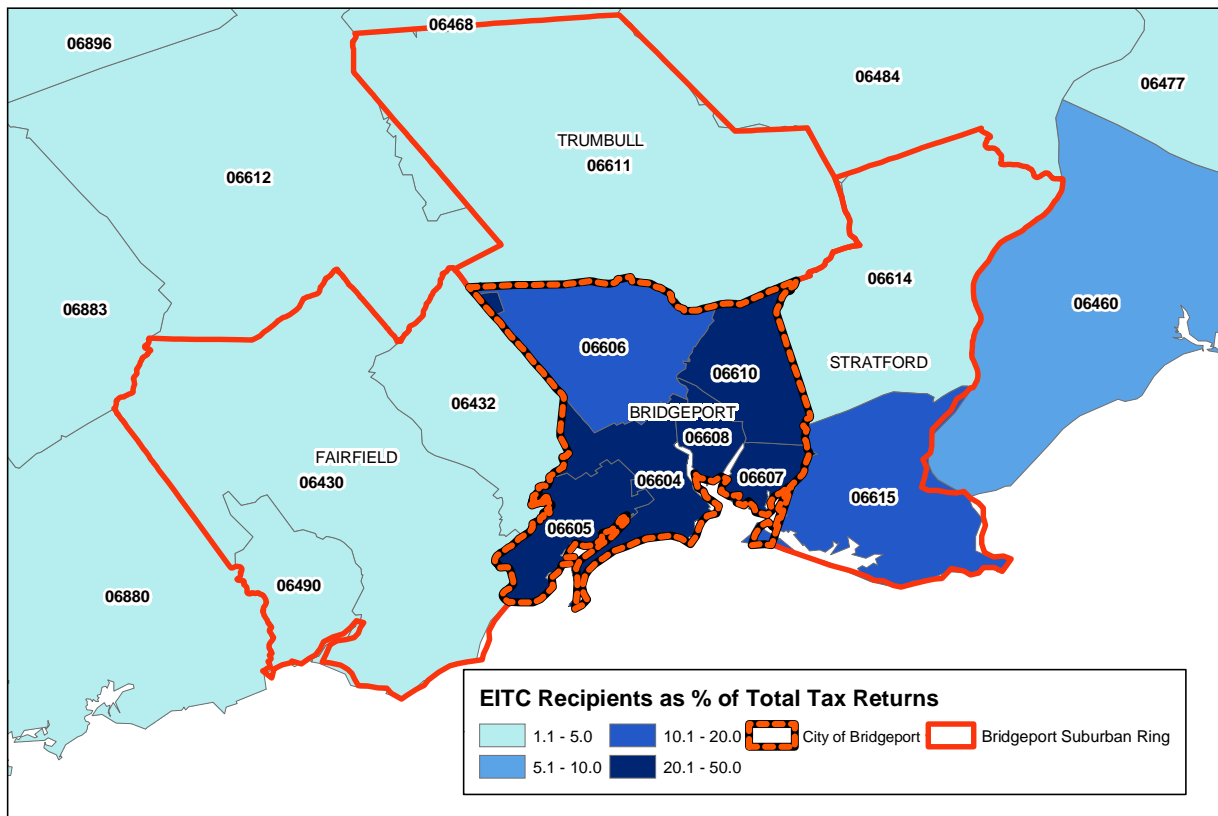 06468
06896
06484
06477
TRUMBULL
06611
06612
06614
06460
06883
06606
STRATFORD
06610
06432
BRIDGEPORT
06608
FAIRFIELD
06430
06604
06607
06615
06605
06490
06880
EITC Recipients as % of Total Tax Returns
1.1 - 5.0
10.1 - 20.0
City of Bridgeport
Bridgeport Suburban Ring
5.1 - 10.0
20.1 - 50.0